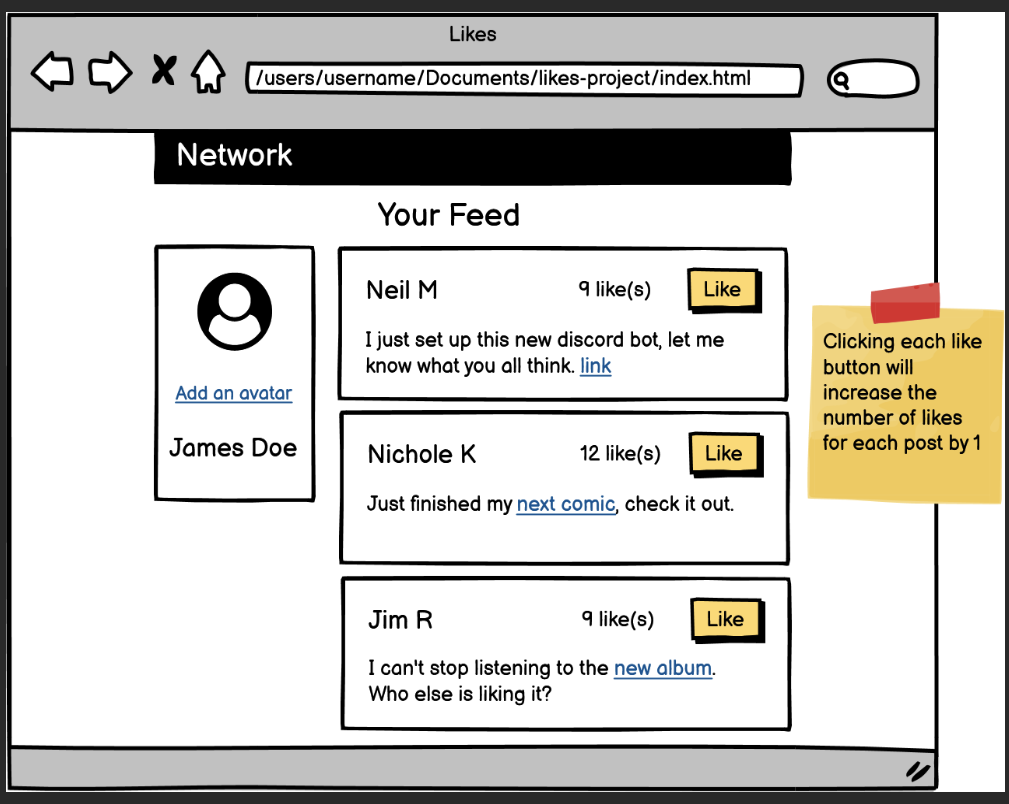 Likes
/users/username/Documents/likes-project/index.html
Network
Your Feed
Add an avatar
James Doe
Neil M
9 like(s)
Like
I just set up this new discord bot, let me
know what you all think. link
Nichole K
12 like(s)
Like
Just finished my next comic, check it out.
Jim R
9 like(s)
Like
I can't stop listening to the new album.
Who else is liking it?
Clicking each like
button will
increase the
number of likes
for each post by 1